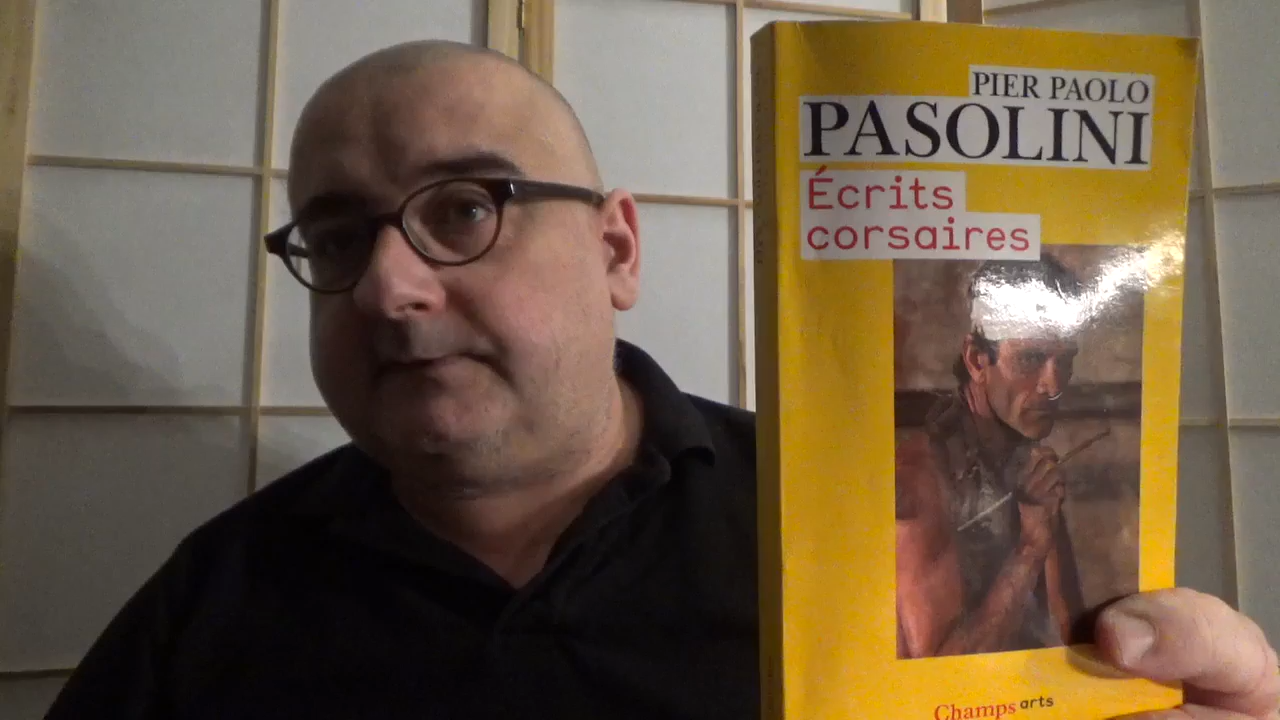 PIER PAOLO
PASOLINI
Écrits
corsaires
Champs arts